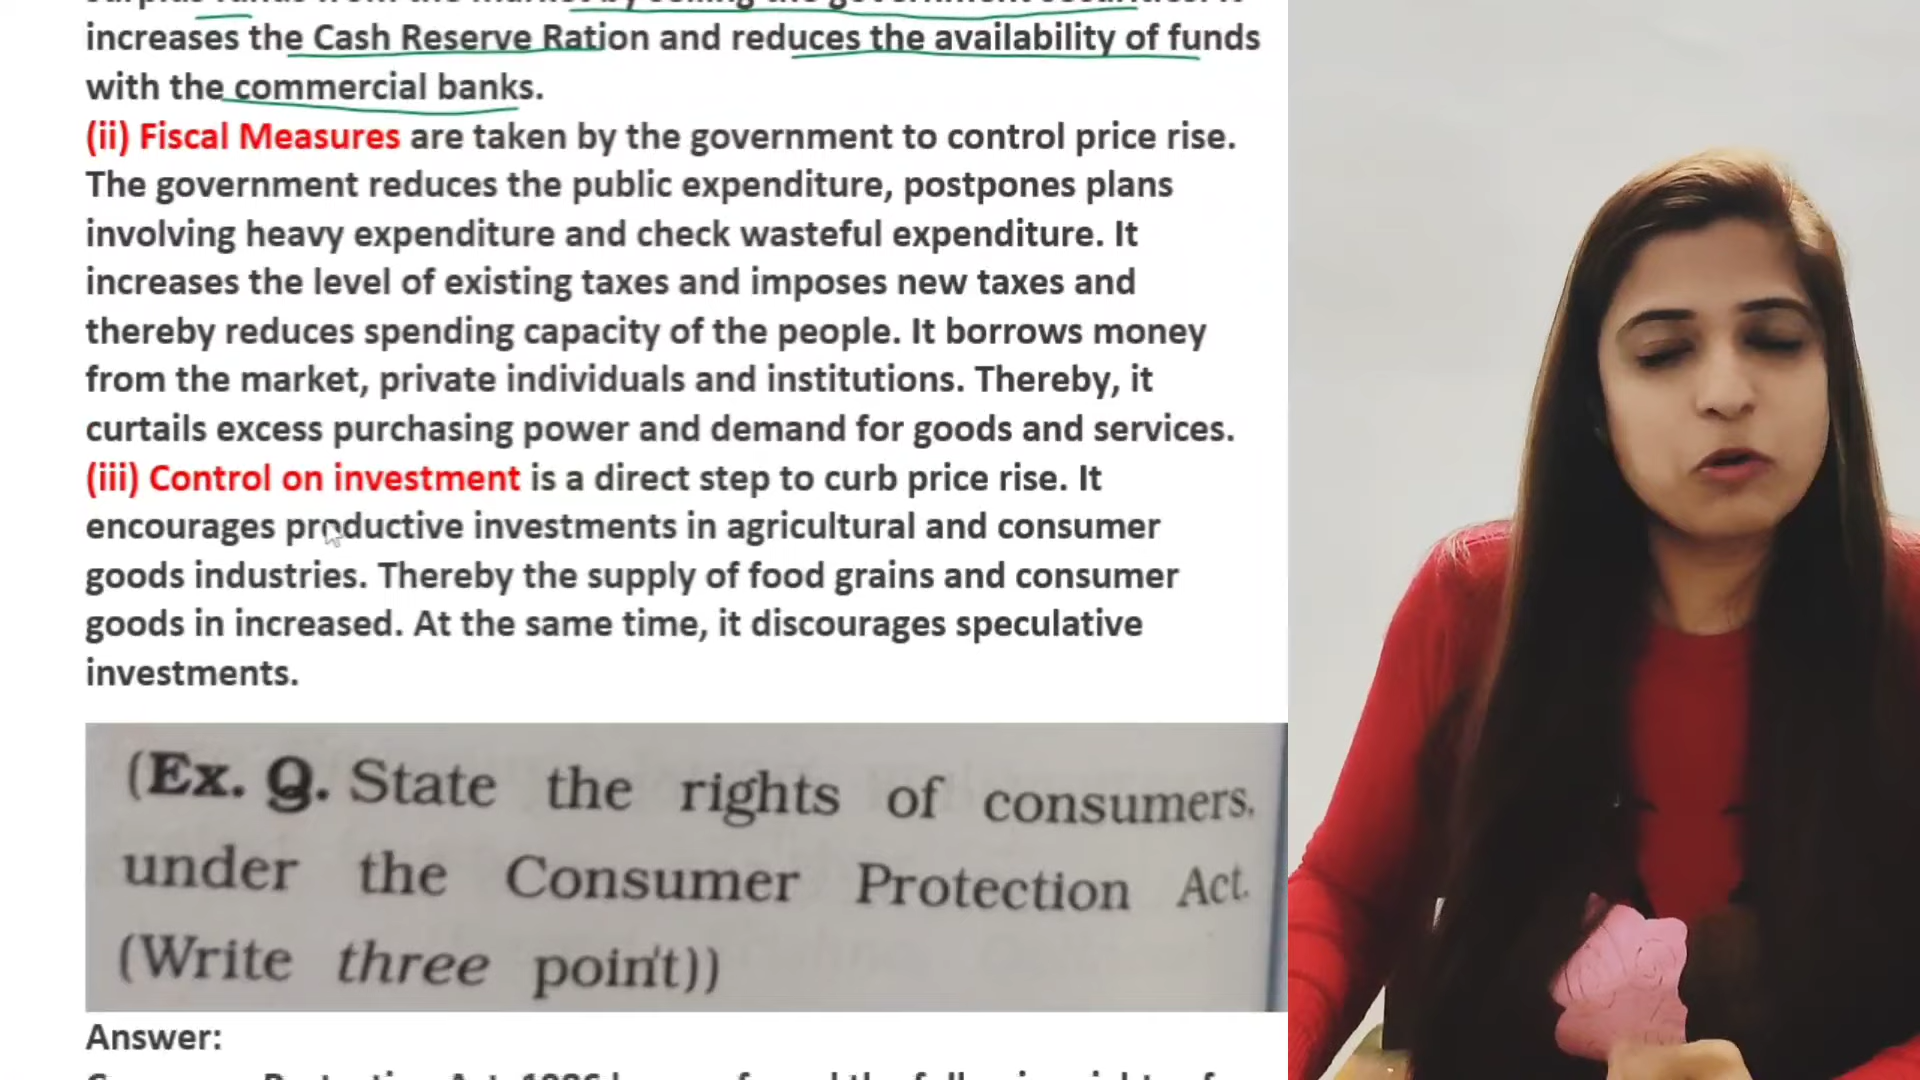 increases the Cash Reserve Ration and reduces the availability of funds
with the commercial banks.
(ii) Fiscal Measures are taken by the government to control price rise.
The government reduces the public expenditure, postpones plans
involving heavy expenditure and check wasteful expenditure. It
increases the level of existing taxes and imposes new taxes and
thereby reduces spending capacity of the people. It borrows money
from the market, private individuals and institutions. Thereby, it
curtails excess purchasing power and demand for goods and services.
(iii) Control on investment is a direct step to curb price rise. It
encourages productive investments in agricultural and consumer
goods industries. Thereby the supply of food grains and consumer
goods in increased. At the same time, it discourages speculative
investments.
(Ex. Q. State the rights of consumers.
under the Consumer Protection Act.
(Write three point))
Answer: